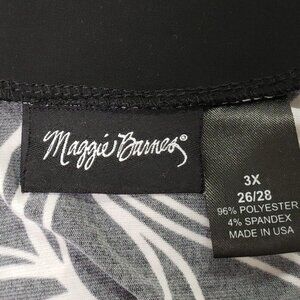 Maggie Barnes®
3X
26/28
96% POLYESTER
4% SPANDEX
MADE IN USA